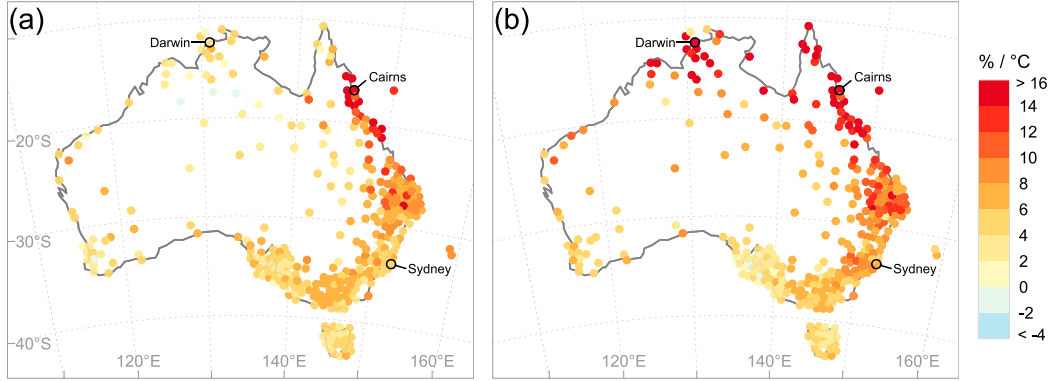 (a)
Darwin
Cairns
Sydney
20°S
30°S
40°S
120°E
140°E
160°E
(b)
Darwin
Cairns
Sydney
120°E
140°E
160°E
% / °C
> 16
14
12
10
8
6
4
2
0
-2
< -4